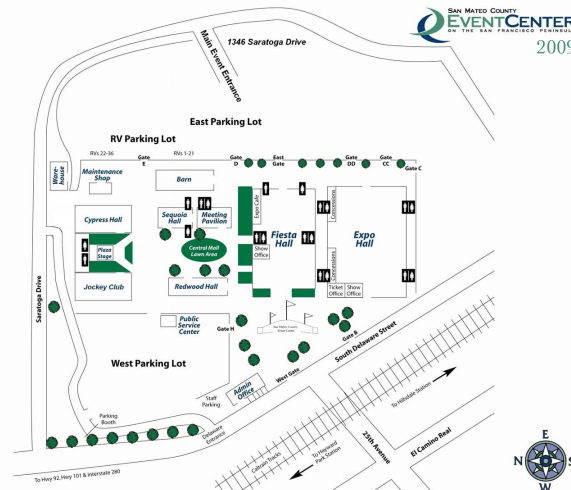 SAN MATEO COUNTY
EVENTCENTER
ON THE SAN FRANCISCO PENINSULA
2009
1346 Saratoga Drive
Main Event Entrance
East Parking Lot
RV Parking Lot
RVs 22-36
RVs 1-21
Gate
E
Gate
D
East
Gate
Gate
DD
Gate
CC
Gate C
Ware-
house
Maintenance
Shop
Barn
Cypress Hall
Sequoia
Hall
Meeting
Pavilion
Expo Cafe
Concessions
Fiesta
Hall
Expo
Hall
Plaza
Stage
Central Mall
Lawn Area
Show
Office
Concessions
Jockey Club
Redwood Hall
Ticket
Office
Show
Office
Saratoga Drive
Public
Service
Center
Gate H
San Mateo County
Event Center
Gate B
South Delaware Street
West Parking Lot
West Gate
Admin
Office
Staff
Parking
To Hillsdale Station
Parking
Booth
Delaware
Entrance
25th Avenue
El Camino Real
Caltrain Tracks
To Hayward
Park Station
To Hwy 92, Hwy 101 & Interstate 280
E
N
S
W